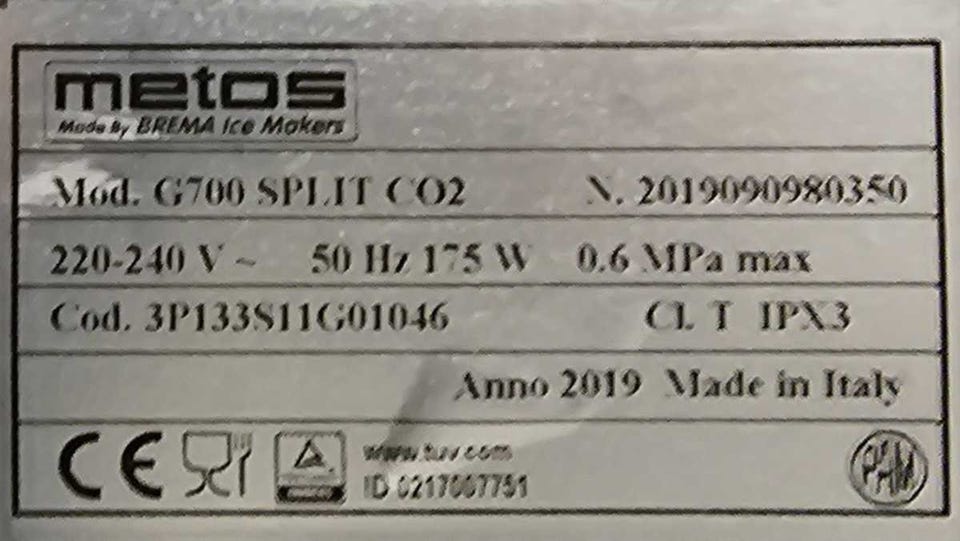 metos
Made By BREMA Ice Makers
Mod. G700 SPLIT CO2 N. 2019090980350
220-240 V ~ 50 Hz 175 W 0.6 MPa max
Cod. 3P133S11G01046 CL T IPX3
Anno 2019 Made in Italy
CE www.tuv.com
ID 0217007751
PAM